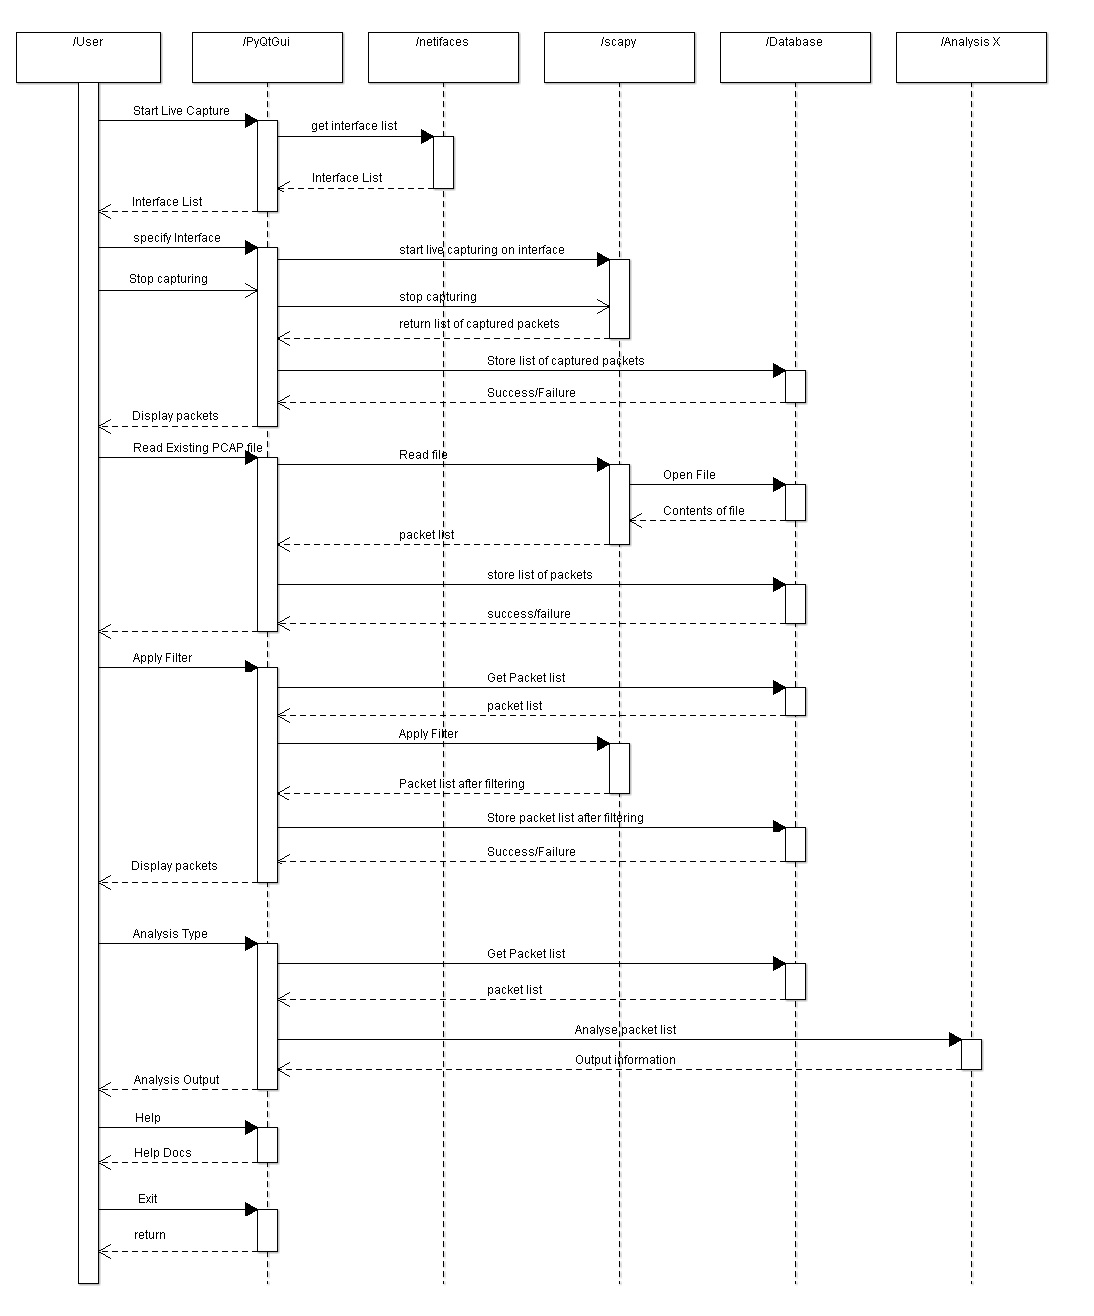 /User
/PyQtGui
/netifaces
/scapy
/Database
/Analysis X
Start Live Capture
get interface list
Interface List
Interface List
specify Interface
start live capturing on interface
Stop capturing
stop capturing
return list of captured packets
Store list of captured packets
Success/Failure
Display packets
Read Existing PCAP file
Read file
Open File
Contents of file
packet list
store list of packets
success/failure
Apply Filter
Get Packet list
packet list
Apply Filter
Packet list after filtering
Store packet list after filtering
Success/Failure
Display packets
Analysis Type
Get Packet list
packet list
Analyse packet list
Output information
Analysis Output
Help
Help Docs
Exit
return